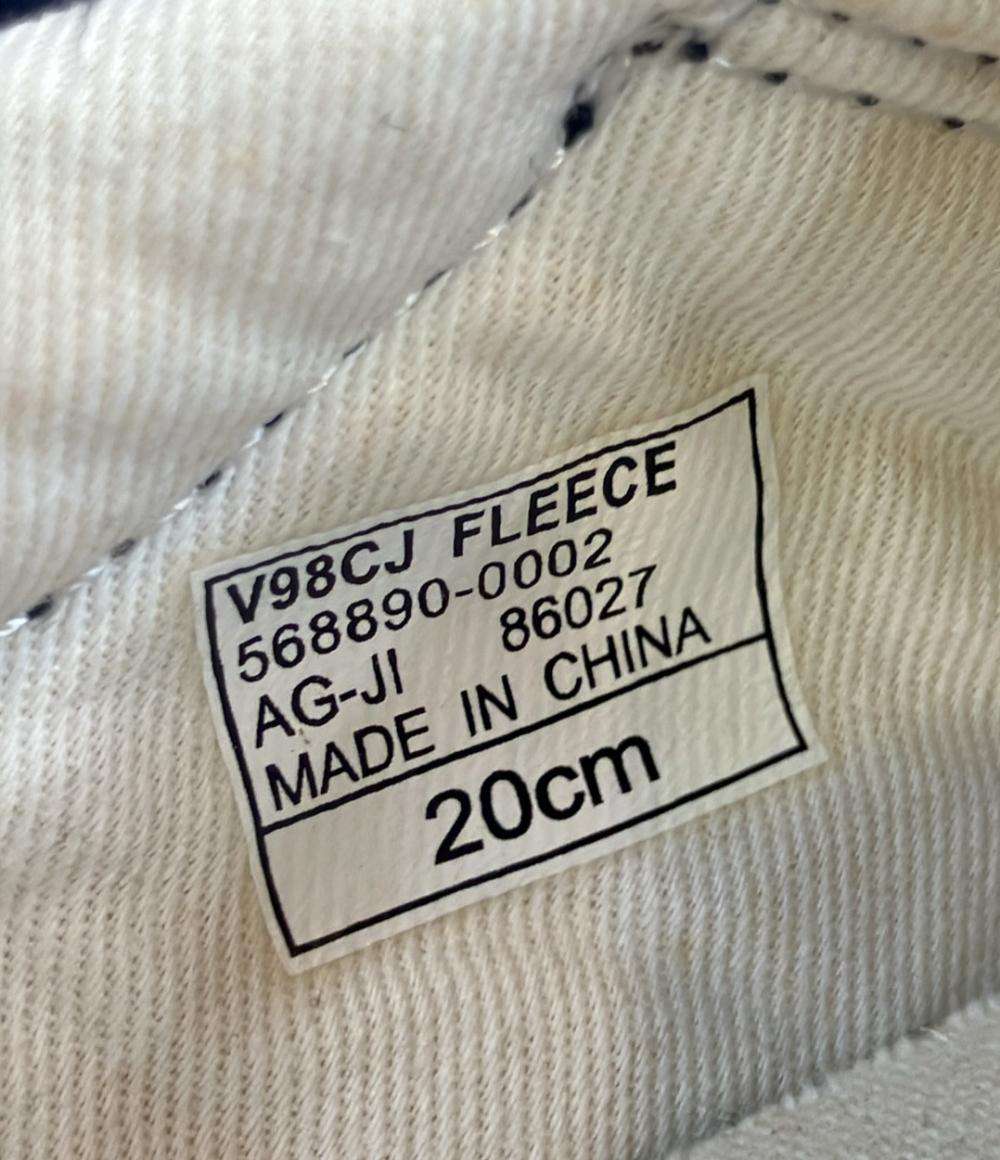 V98CJ FLEECE
568890-0002
AG-JI 86027
MADE IN CHINA
20cm